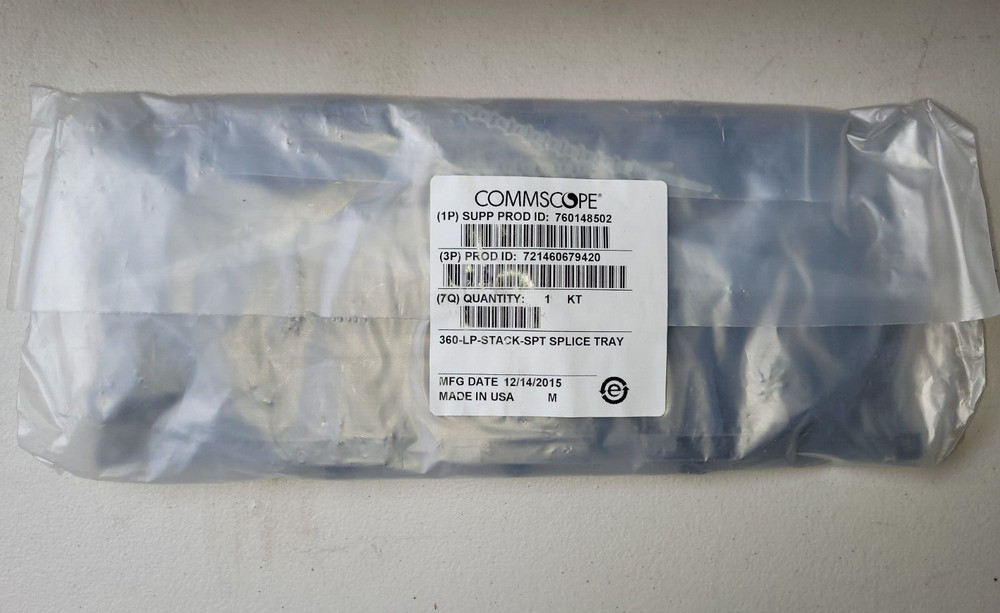 COMMSCOPE®
(1P) SUPP PROD ID: 760148502
(3P) PROD ID: 721460679420
(7Q) QUANTITY: 1 KT
360-LP-STACK-SPT SPLICE TRAY
MFG DATE 12/14/2015
MADE IN USA M
e